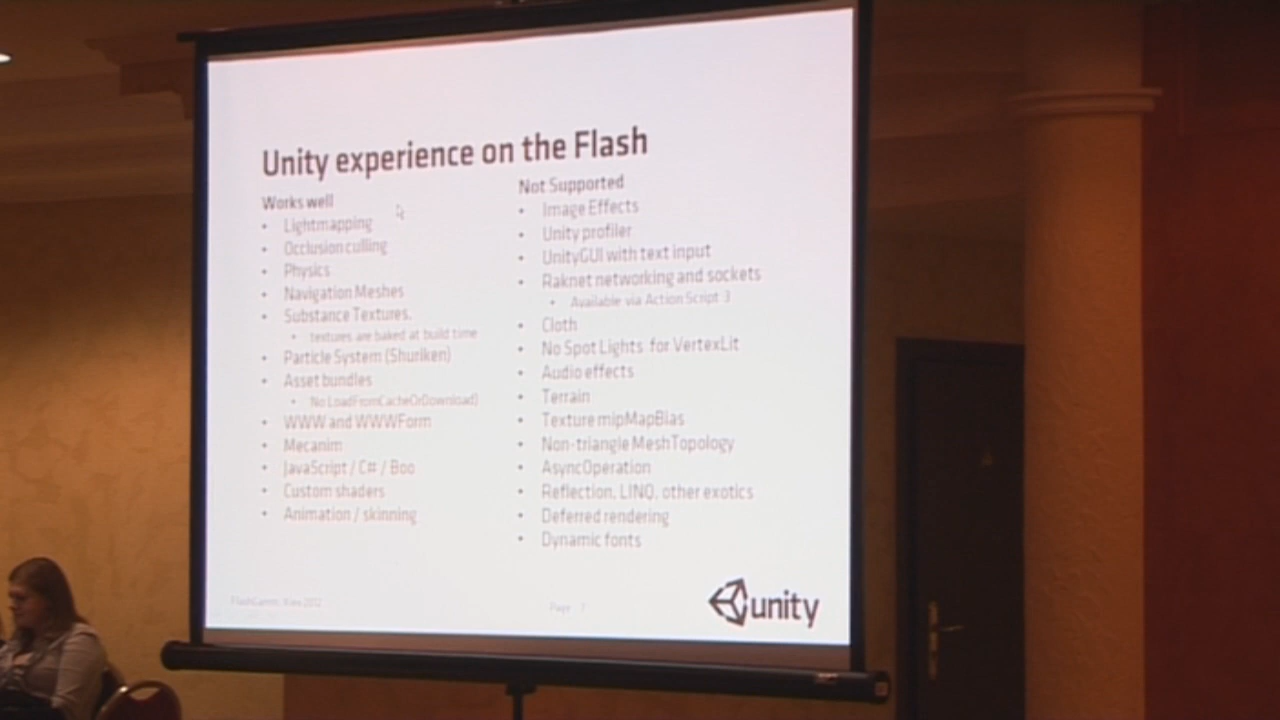 Unity experience on the Flash
Works well
• Lightmapping
• Occlusion culling
• Physics
• Navigation Meshes
• Substance Textures.
• textures are baked at build time
• Particle System (Shuriken)
• Asset bundles
• No LoadFromCacheOrDownload)
• WWW and WWWForm
• Mecanim
• JavaScript / C# / Boo
• Custom shaders
• Animation / skinning
Not Supported
• Image Effects
• Unity profiler
• UnityGUI with text input
• Raknet networking and sockets
• Available via Action Script 3
• Cloth
• No Spot Lights for VertexLit
• Audio effects
• Terrain
• Texture mipMapBias
• Non-triangle MeshTopology
• AsyncOperation
• Reflection, LINQ, other exotics
• Deferred rendering
• Dynamic fonts
Kiev 2012
Page 7
unity